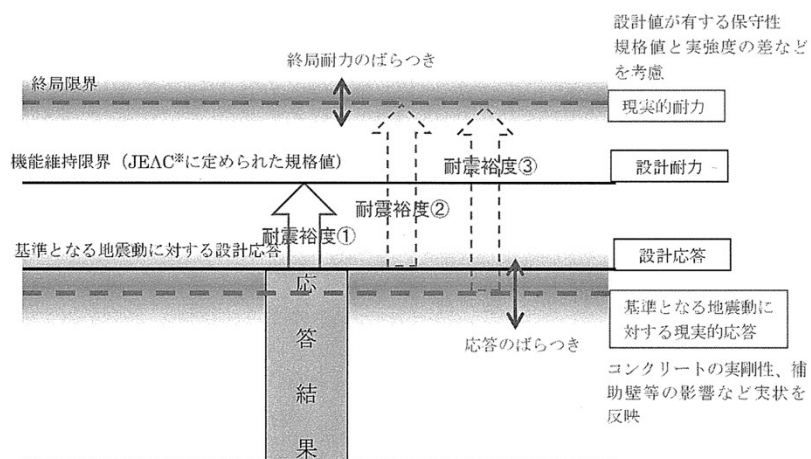 設計値が有する保守性
規格値と実強度の差など
を考慮
終局耐力のばらつき
終局限界
現実的耐力
機能維持限界（JEAC※に定められた規格値）
設計耐力
耐震裕度③
耐震裕度②
耐震裕度①
基準となる地震動に対する設計応答
設計応答
応答結果
基準となる地震動に
対する現実的応答
応答のばらつき
コンクリートの実剛性、補
助壁等の影響など実状を
反映